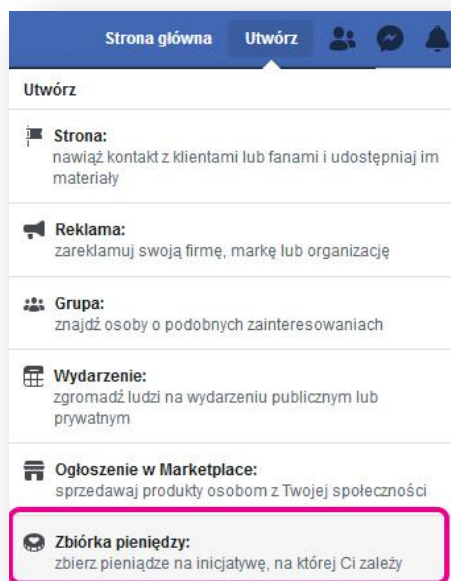 Strona główna Utwórz
Utwórz
Strona:
nawiąż kontakt z klientami lub fanami i udostępniaj im
materiały
Reklama:
zareklamuj swoją firmę, markę lub organizację
Grupa:
znajdź osoby o podobnych zainteresowaniach
Wydarzenie:
zgromadź ludzi na wydarzeniu publicznym lub
prywatnym
Ogłoszenie w Marketplace:
sprzedawaj produkty osobom z Twojej społeczności
Zbiórka pieniędzy:
zbierz pieniądze na inicjatywę, na której Ci zależy